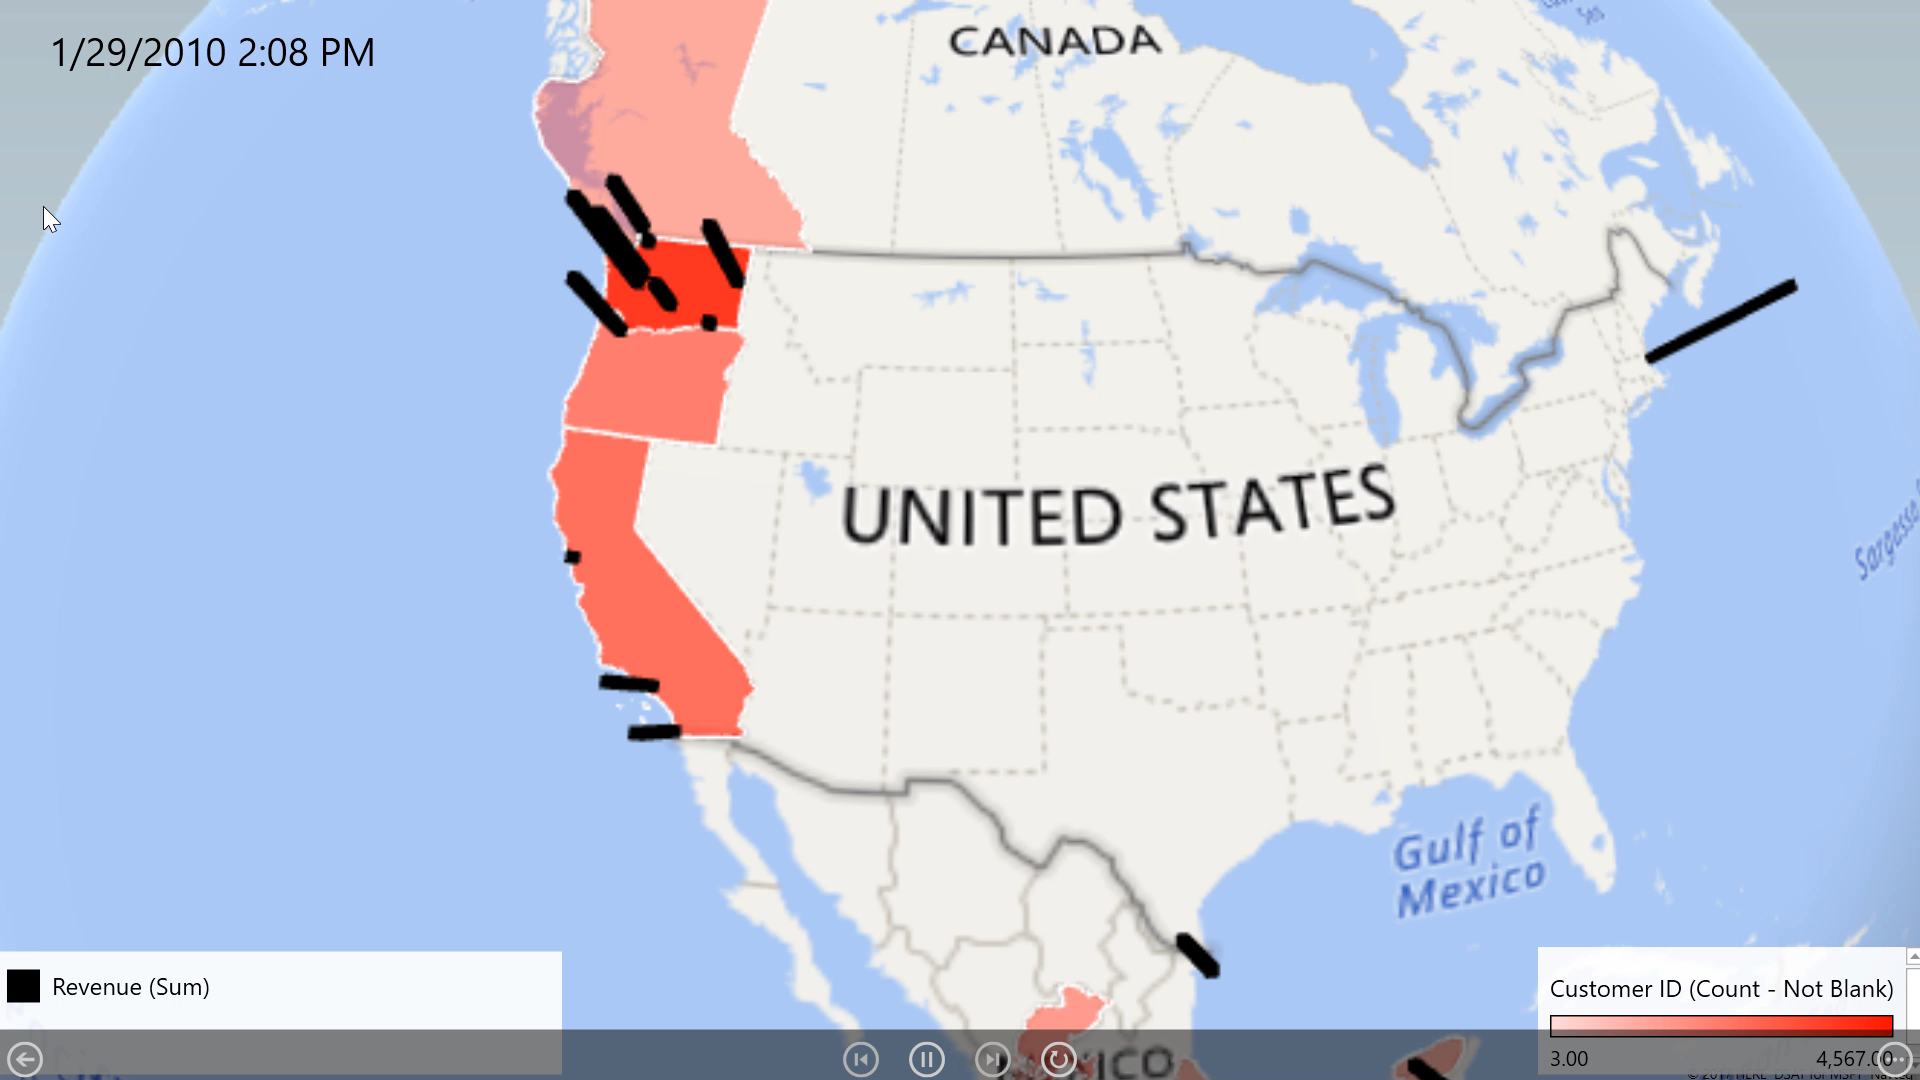 1/29/2010 2:08 PM
CANADA
UNITED STATES
Sargasso
Gulf of
Mexico
Revenue (Sum)
Customer ID (Count - Not Blank)
3.00
4,567.00